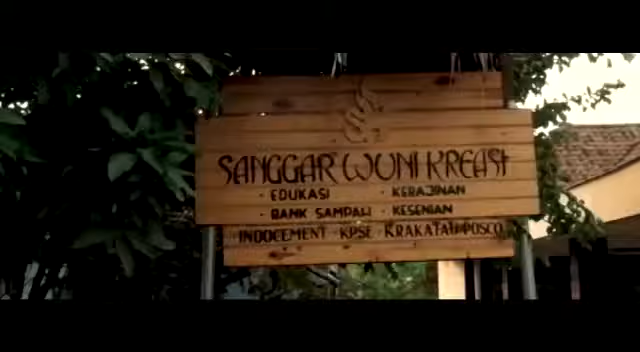 SANGGAR WUNI KREASI
· EDUKASI · KERAJINAN
· BANK SAMPAH · KESENIAN
INDOCEMENT · KPSE · KRAKATAU POSCO